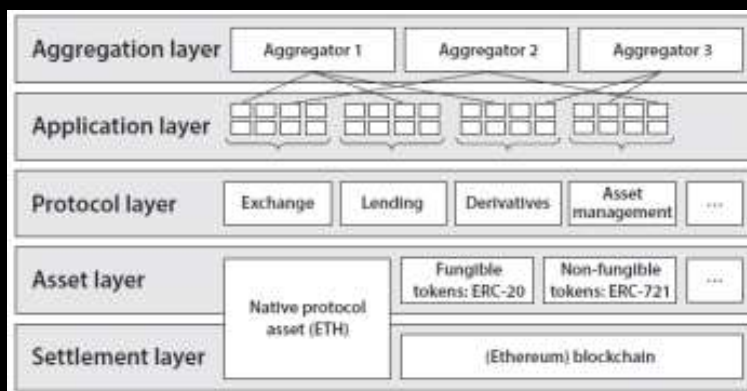 Aggregation layer
Aggregator 1
Aggregator 2
Aggregator 3
Application layer
Protocol layer
Exchange
Lending
Derivatives
Asset
management
...
Asset layer
Native protocol
asset (ETH)
Fungible
tokens: ERC-20
Non-fungible
tokens: ERC-721
...
Settlement layer
(Ethereum) blockchain